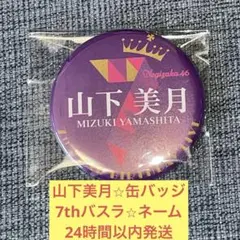 Nogizaka46
山下美月
MIZUKI YAMASHITA
山下美月☆缶バッジ
7thバスラ☆ネーム
24時間以内発送